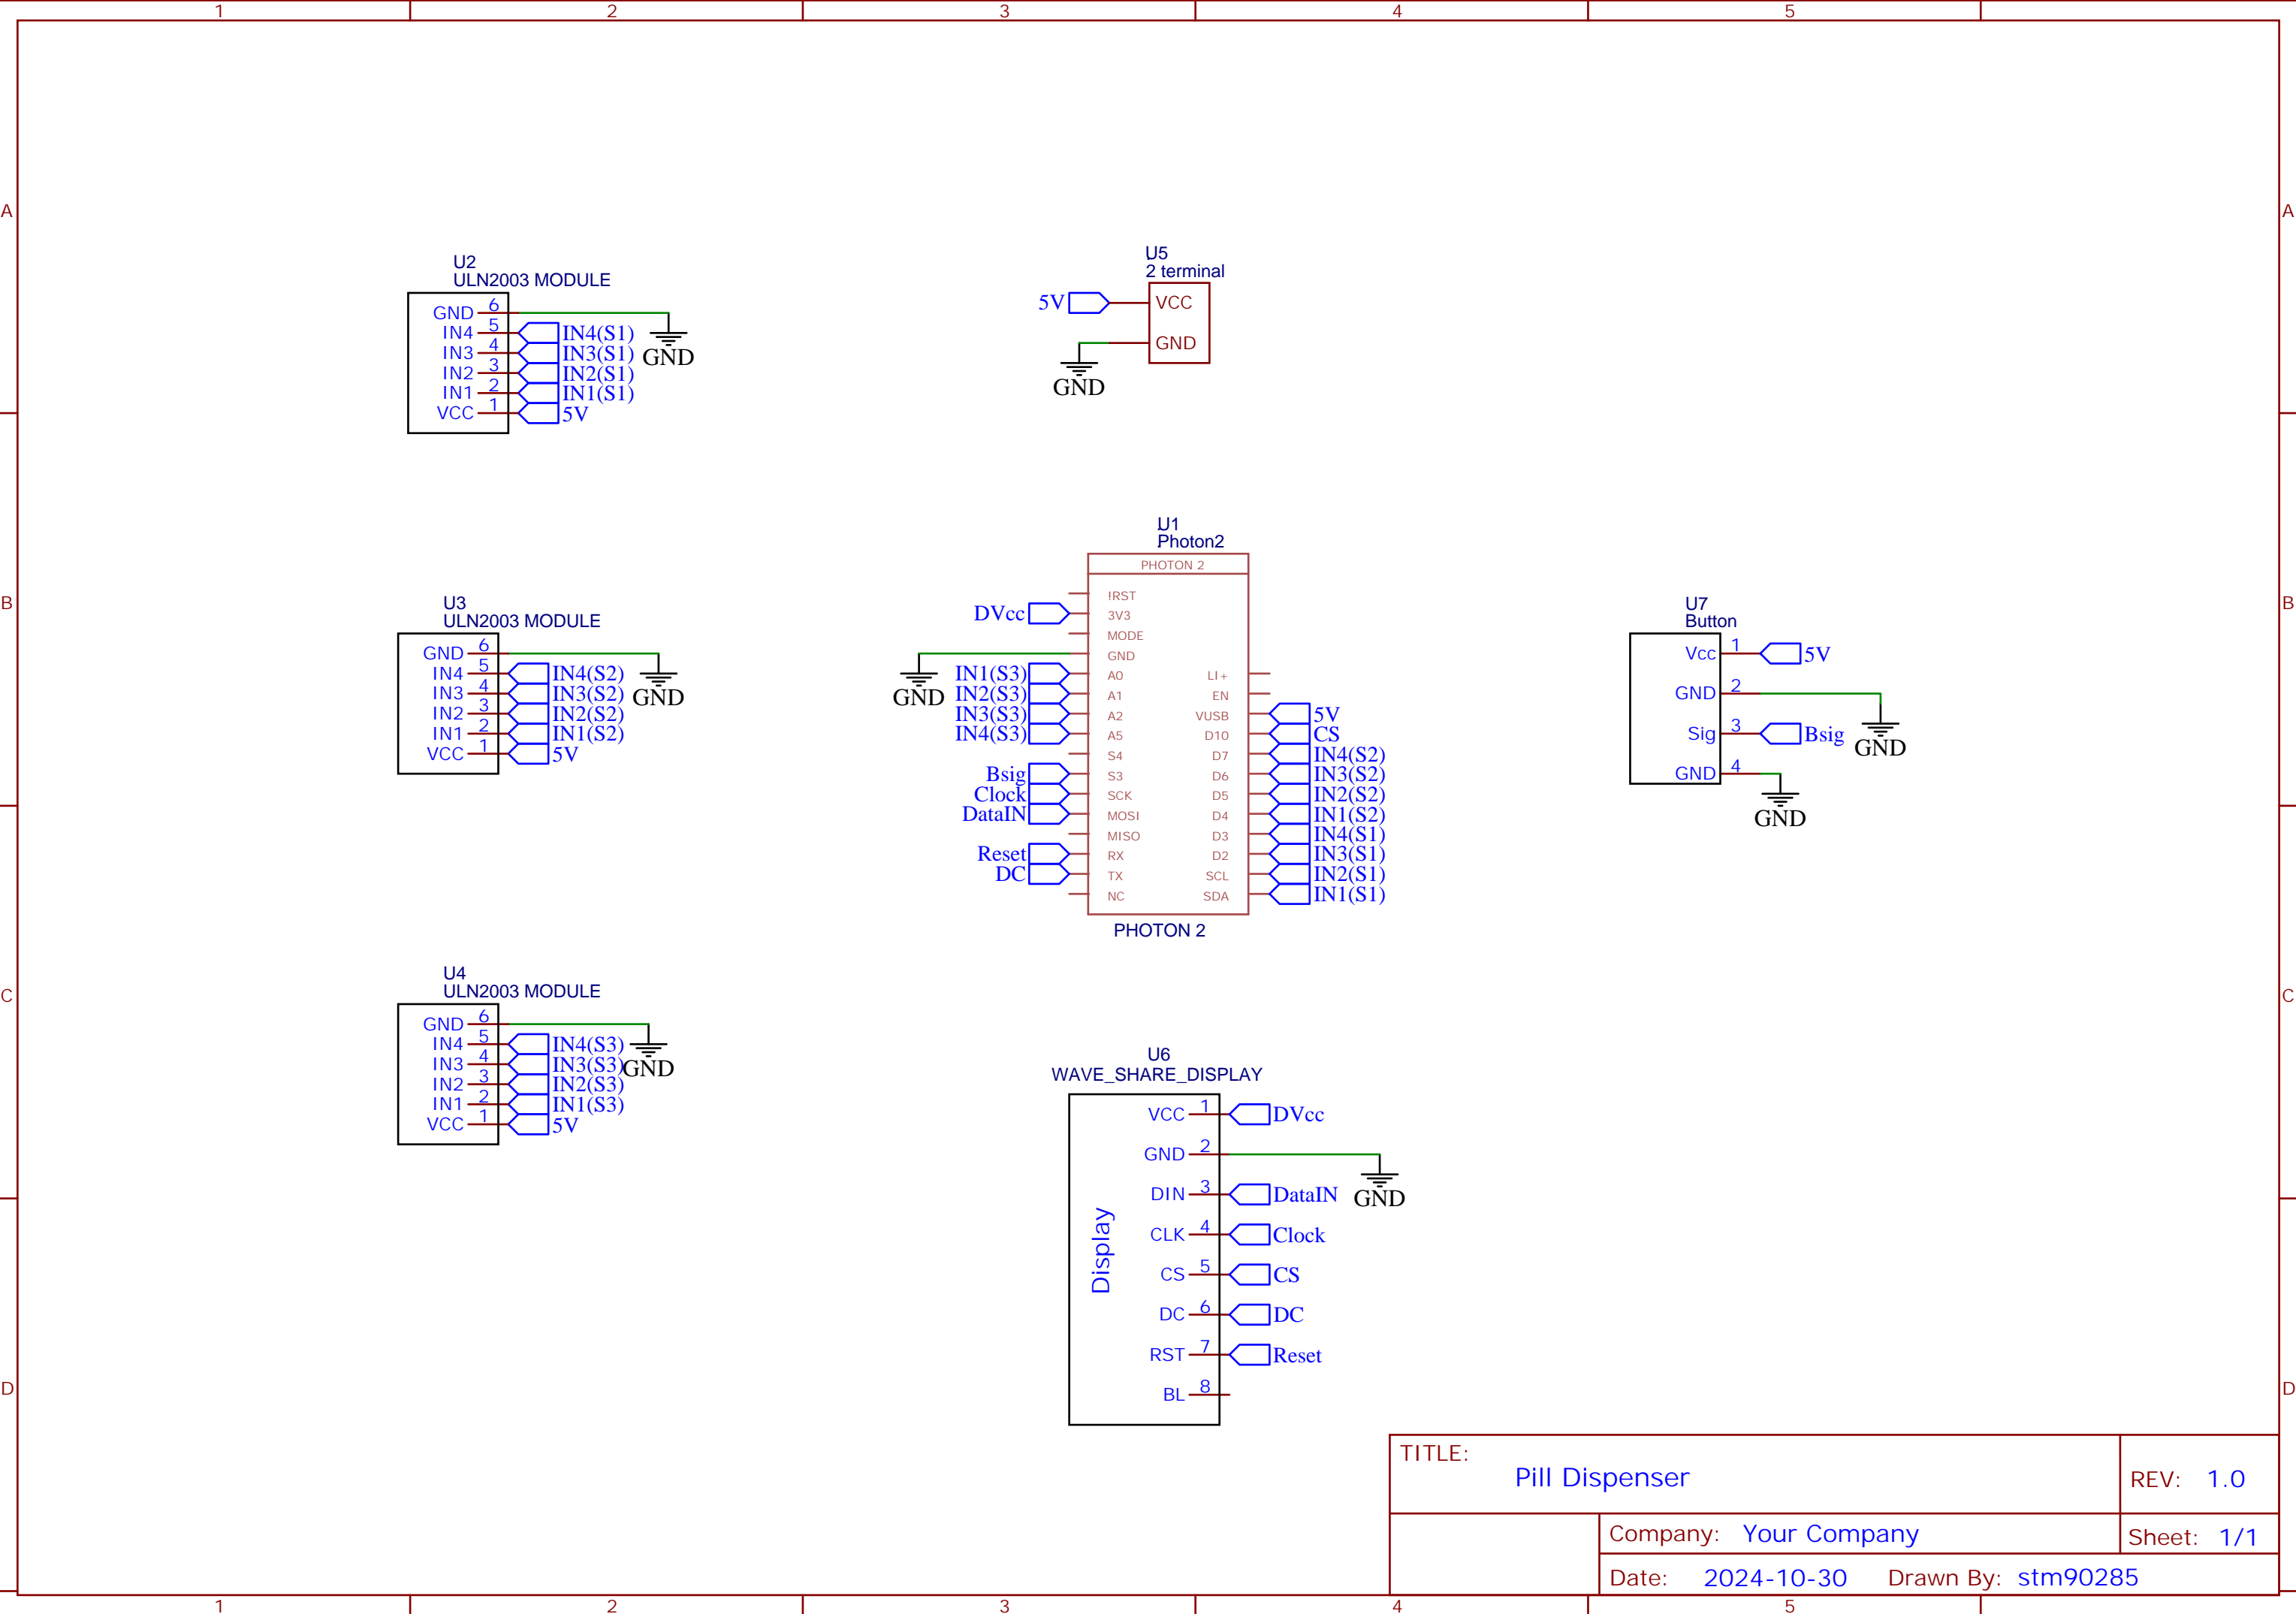 1 2 3 4 5
A A
B B
C C
D D
U2
ULN2003 MODULE
GND 6
IN4 5 IN4(S1)
IN3 4 IN3(S1)
IN2 3 IN2(S1)
IN1 2 IN1(S1)
VCC 1 5V
GND
U5
2 terminal
5V VCC
GND
GND
U3
ULN2003 MODULE
GND 6
IN4 5 IN4(S2)
IN3 4 IN3(S2)
IN2 3 IN2(S2)
IN1 2 IN1(S2)
VCC 1 5V
GND
U1
Photon2
PHOTON 2
!RST
DVcc 3V3
MODE
GND
GND
IN1(S3) A0 LI+
IN2(S3) A1 EN
IN3(S3) A2 VUSB 5V
IN4(S3) A5 D10 CS
S4 D7 IN4(S2)
Bsig S3 D6 IN3(S2)
Clock SCK D5 IN2(S2)
DataIN MOSI D4 IN1(S2)
MISO D3 IN4(S1)
Reset RX D2 IN3(S1)
DC TX SCL IN2(S1)
NC SDA IN1(S1)
PHOTON 2
U7
Button
Vcc 1 5V
GND 2
Sig 3 Bsig
GND
GND 4
GND
U4
ULN2003 MODULE
GND 6
IN4 5 IN4(S3)
IN3 4 IN3(S3)
IN2 3 IN2(S3)
IN1 2 IN1(S3)
VCC 1 5V
GND
U6
WAVE_SHARE_DISPLAY
Display
VCC 1 DVcc
GND 2
DIN 3 DataIN
GND
CLK 4 Clock
CS 5 CS
DC 6 DC
RST 7 Reset
BL 8
TITLE:
Pill Dispenser
REV: 1.0
Company: Your Company
Sheet: 1/1
Date: 2024-10-30 Drawn By: stm90285
1 2 3 4 5